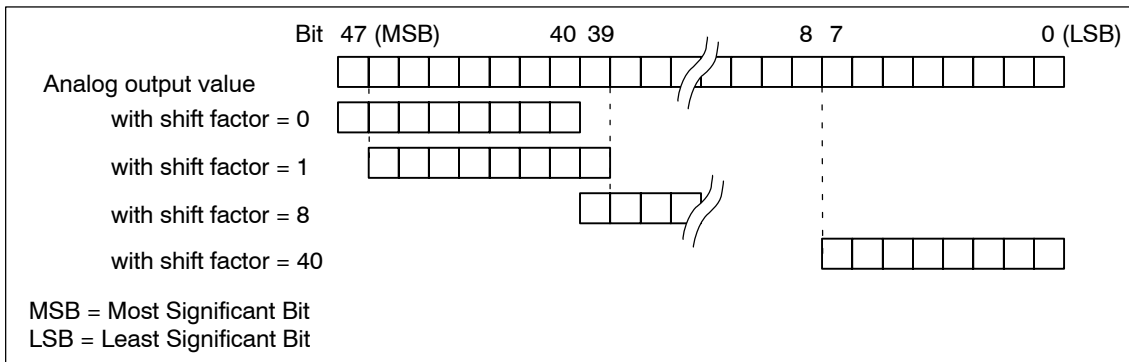 Bit 47 (MSB) 40 39 8 7 0 (LSB)
Analog output value
with shift factor = 0
with shift factor = 1
with shift factor = 8
with shift factor = 40
MSB = Most Significant Bit
LSB = Least Significant Bit